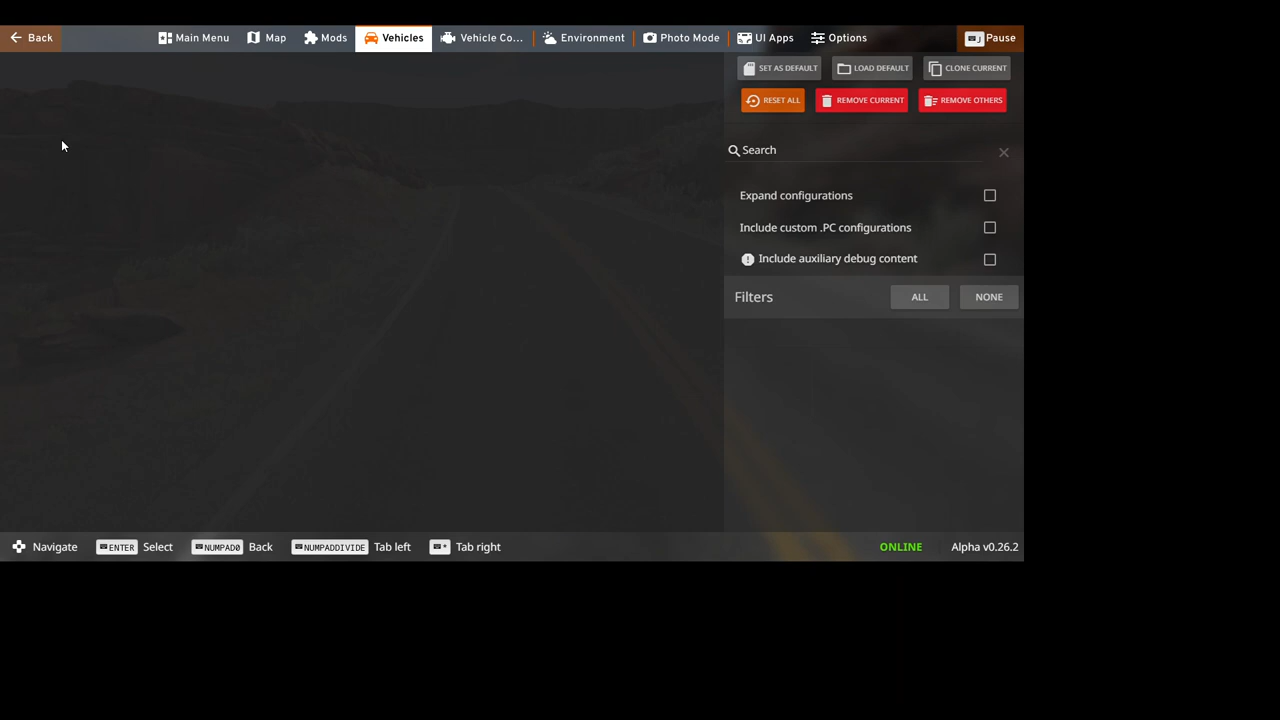 Back
Main Menu
Map
Mods
Vehicles
Vehicle Co...
Environment
Photo Mode
UI Apps
Options
Pause
SET AS DEFAULT
LOAD DEFAULT
CLONE CURRENT
RESET ALL
REMOVE CURRENT
REMOVE OTHERS
Search
Expand configurations
Include custom .PC configurations
Include auxiliary debug content
Filters
ALL
NONE
Navigate
ENTER Select
NUMPAD0 Back
NUMPADDIVIDE Tab left
* Tab right
ONLINE
Alpha v0.26.2